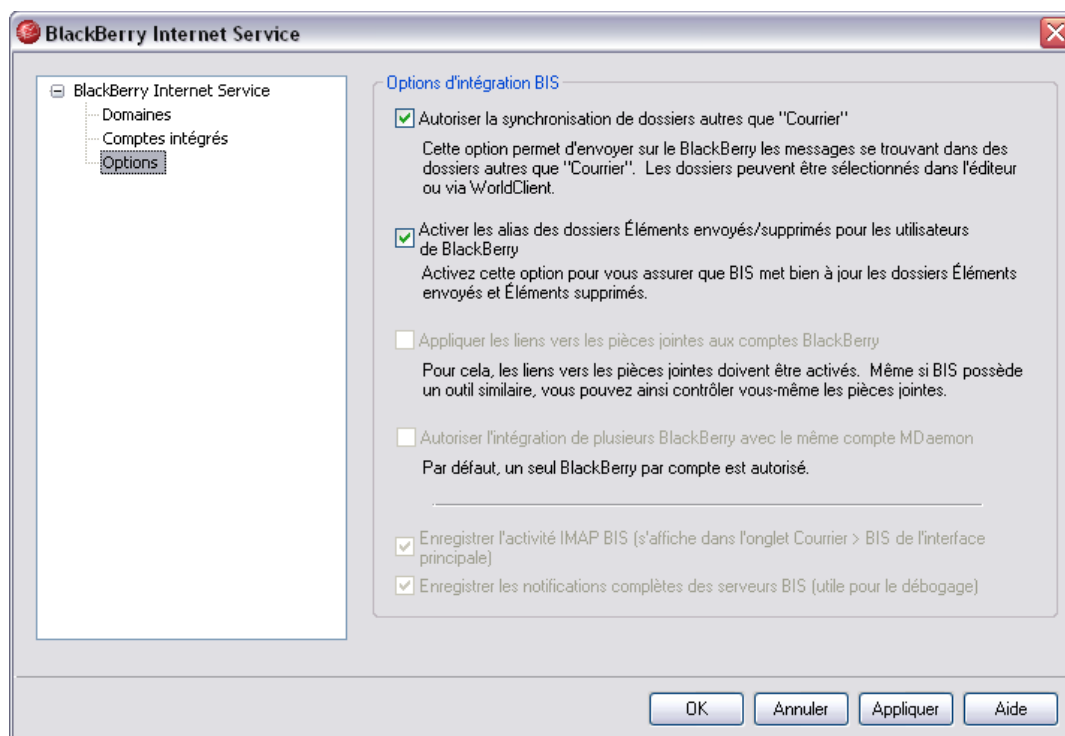 BlackBerry Internet Service
BlackBerry Internet Service
Domaines
Comptes intégrés
Options
Options d'intégration BIS
Autoriser la synchronisation de dossiers autres que "Courrier"
Cette option permet d'envoyer sur le BlackBerry les messages se trouvant dans des
dossiers autres que "Courrier".  Les dossiers peuvent être sélectionnés dans l'éditeur
ou via WorldClient.
Activer les alias des dossiers Éléments envoyés/supprimés pour les utilisateurs
de BlackBerry
Activez cette option pour vous assurer que BIS met bien à jour les dossiers Éléments
envoyés et Éléments supprimés.
Appliquer les liens vers les pièces jointes aux comptes BlackBerry
Pour cela, les liens vers les pièces jointes doivent être activés.  Même si BIS possède
un outil similaire, vous pouvez ainsi contrôler vous-même les pièces jointes.
Autoriser l'intégration de plusieurs BlackBerry avec le même compte MDaemon
Par défaut, un seul BlackBerry par compte est autorisé.
Enregistrer l'activité IMAP BIS (s'affiche dans l'onglet Courrier > BIS de l'interface
principale)
Enregistrer les notifications complètes des serveurs BIS (utile pour le débogage)
OK
Annuler
Appliquer
Aide